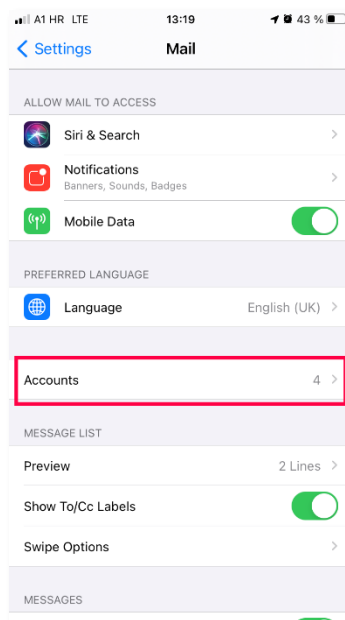 A1 HR LTE 13:19 43 %
Settings Mail
ALLOW MAIL TO ACCESS
Siri & Search
Notifications
Banners, Sounds, Badges
Mobile Data
PREFERRED LANGUAGE
Language English (UK)
Accounts 4
MESSAGE LIST
Preview 2 Lines
Show To/Cc Labels
Swipe Options
MESSAGES